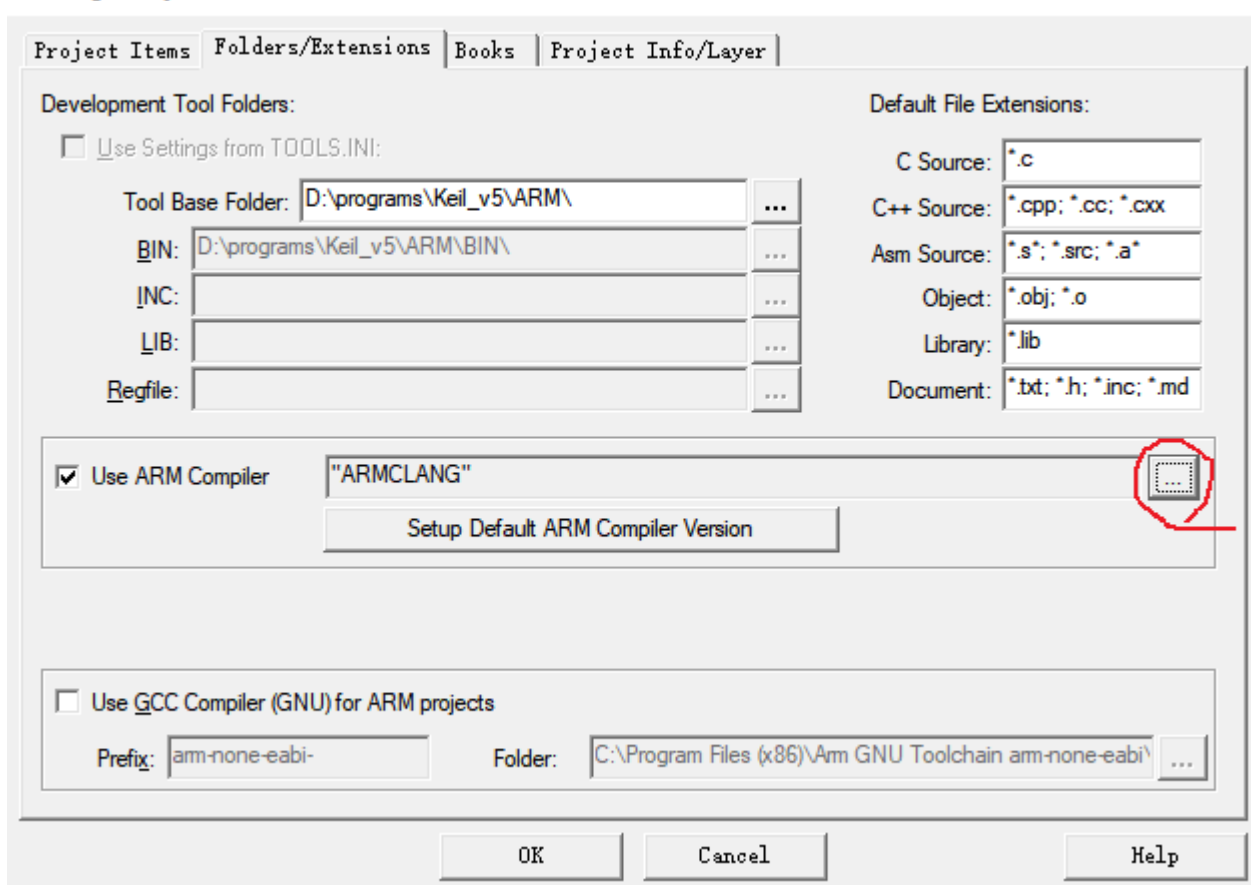 Project Items Folders/Extensions Books Project Info/Layer
Development Tool Folders:
Use Settings from TOOLS.INI:
Tool Base Folder: D:\programs\Keil_v5\ARM\ ...
BIN: D:\programs\Keil_v5\ARM\BIN\ ...
INC: ...
LIB: ...
Regfile: ...
Default File Extensions:
C Source: *.c
C++ Source: *.cpp; *.cc; *.cxx
Asm Source: *.s*; *.src; *.a*
Object: *.obj; *.o
Library: *.lib
Document: *.txt; *.h; *.inc; *.md
Use ARM Compiler "ARMCLANG" ...
Setup Default ARM Compiler Version
Use GCC Compiler (GNU) for ARM projects
Prefix: arm-none-eabi- Folder: C:\Program Files (x86)\Arm GNU Toolchain arm-none-eabi\ ...
OK Cancel Help